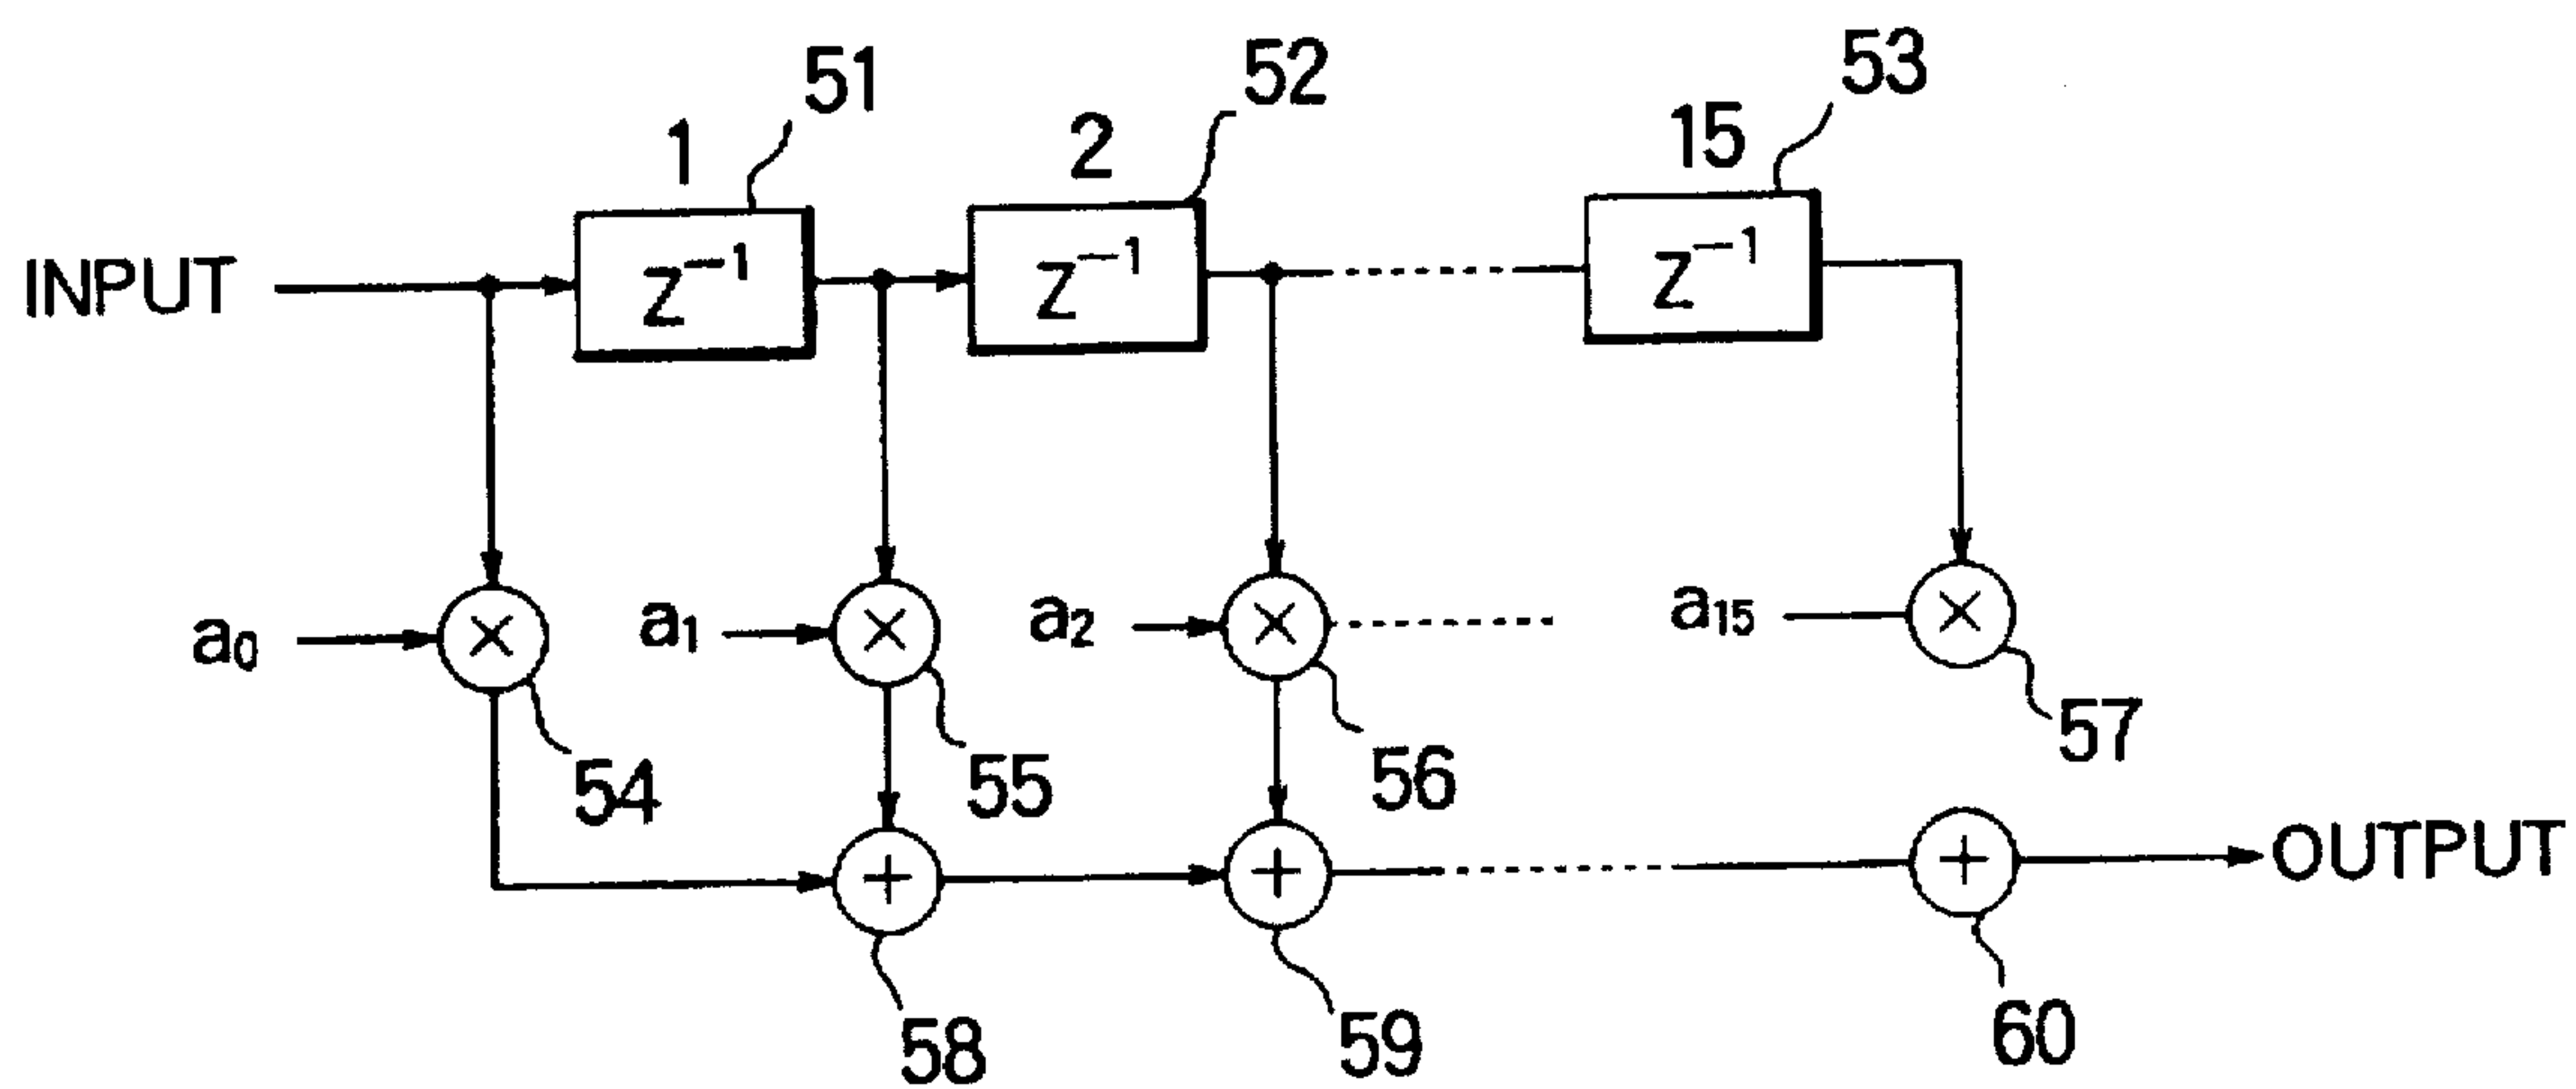 51
52
53
1
2
15
INPUT
Z⁻¹
Z⁻¹
Z⁻¹
a₀
a₁
a₂
a₁₅
×
×
×
×
54
55
56
57
+
+
+
OUTPUT
58
59
60